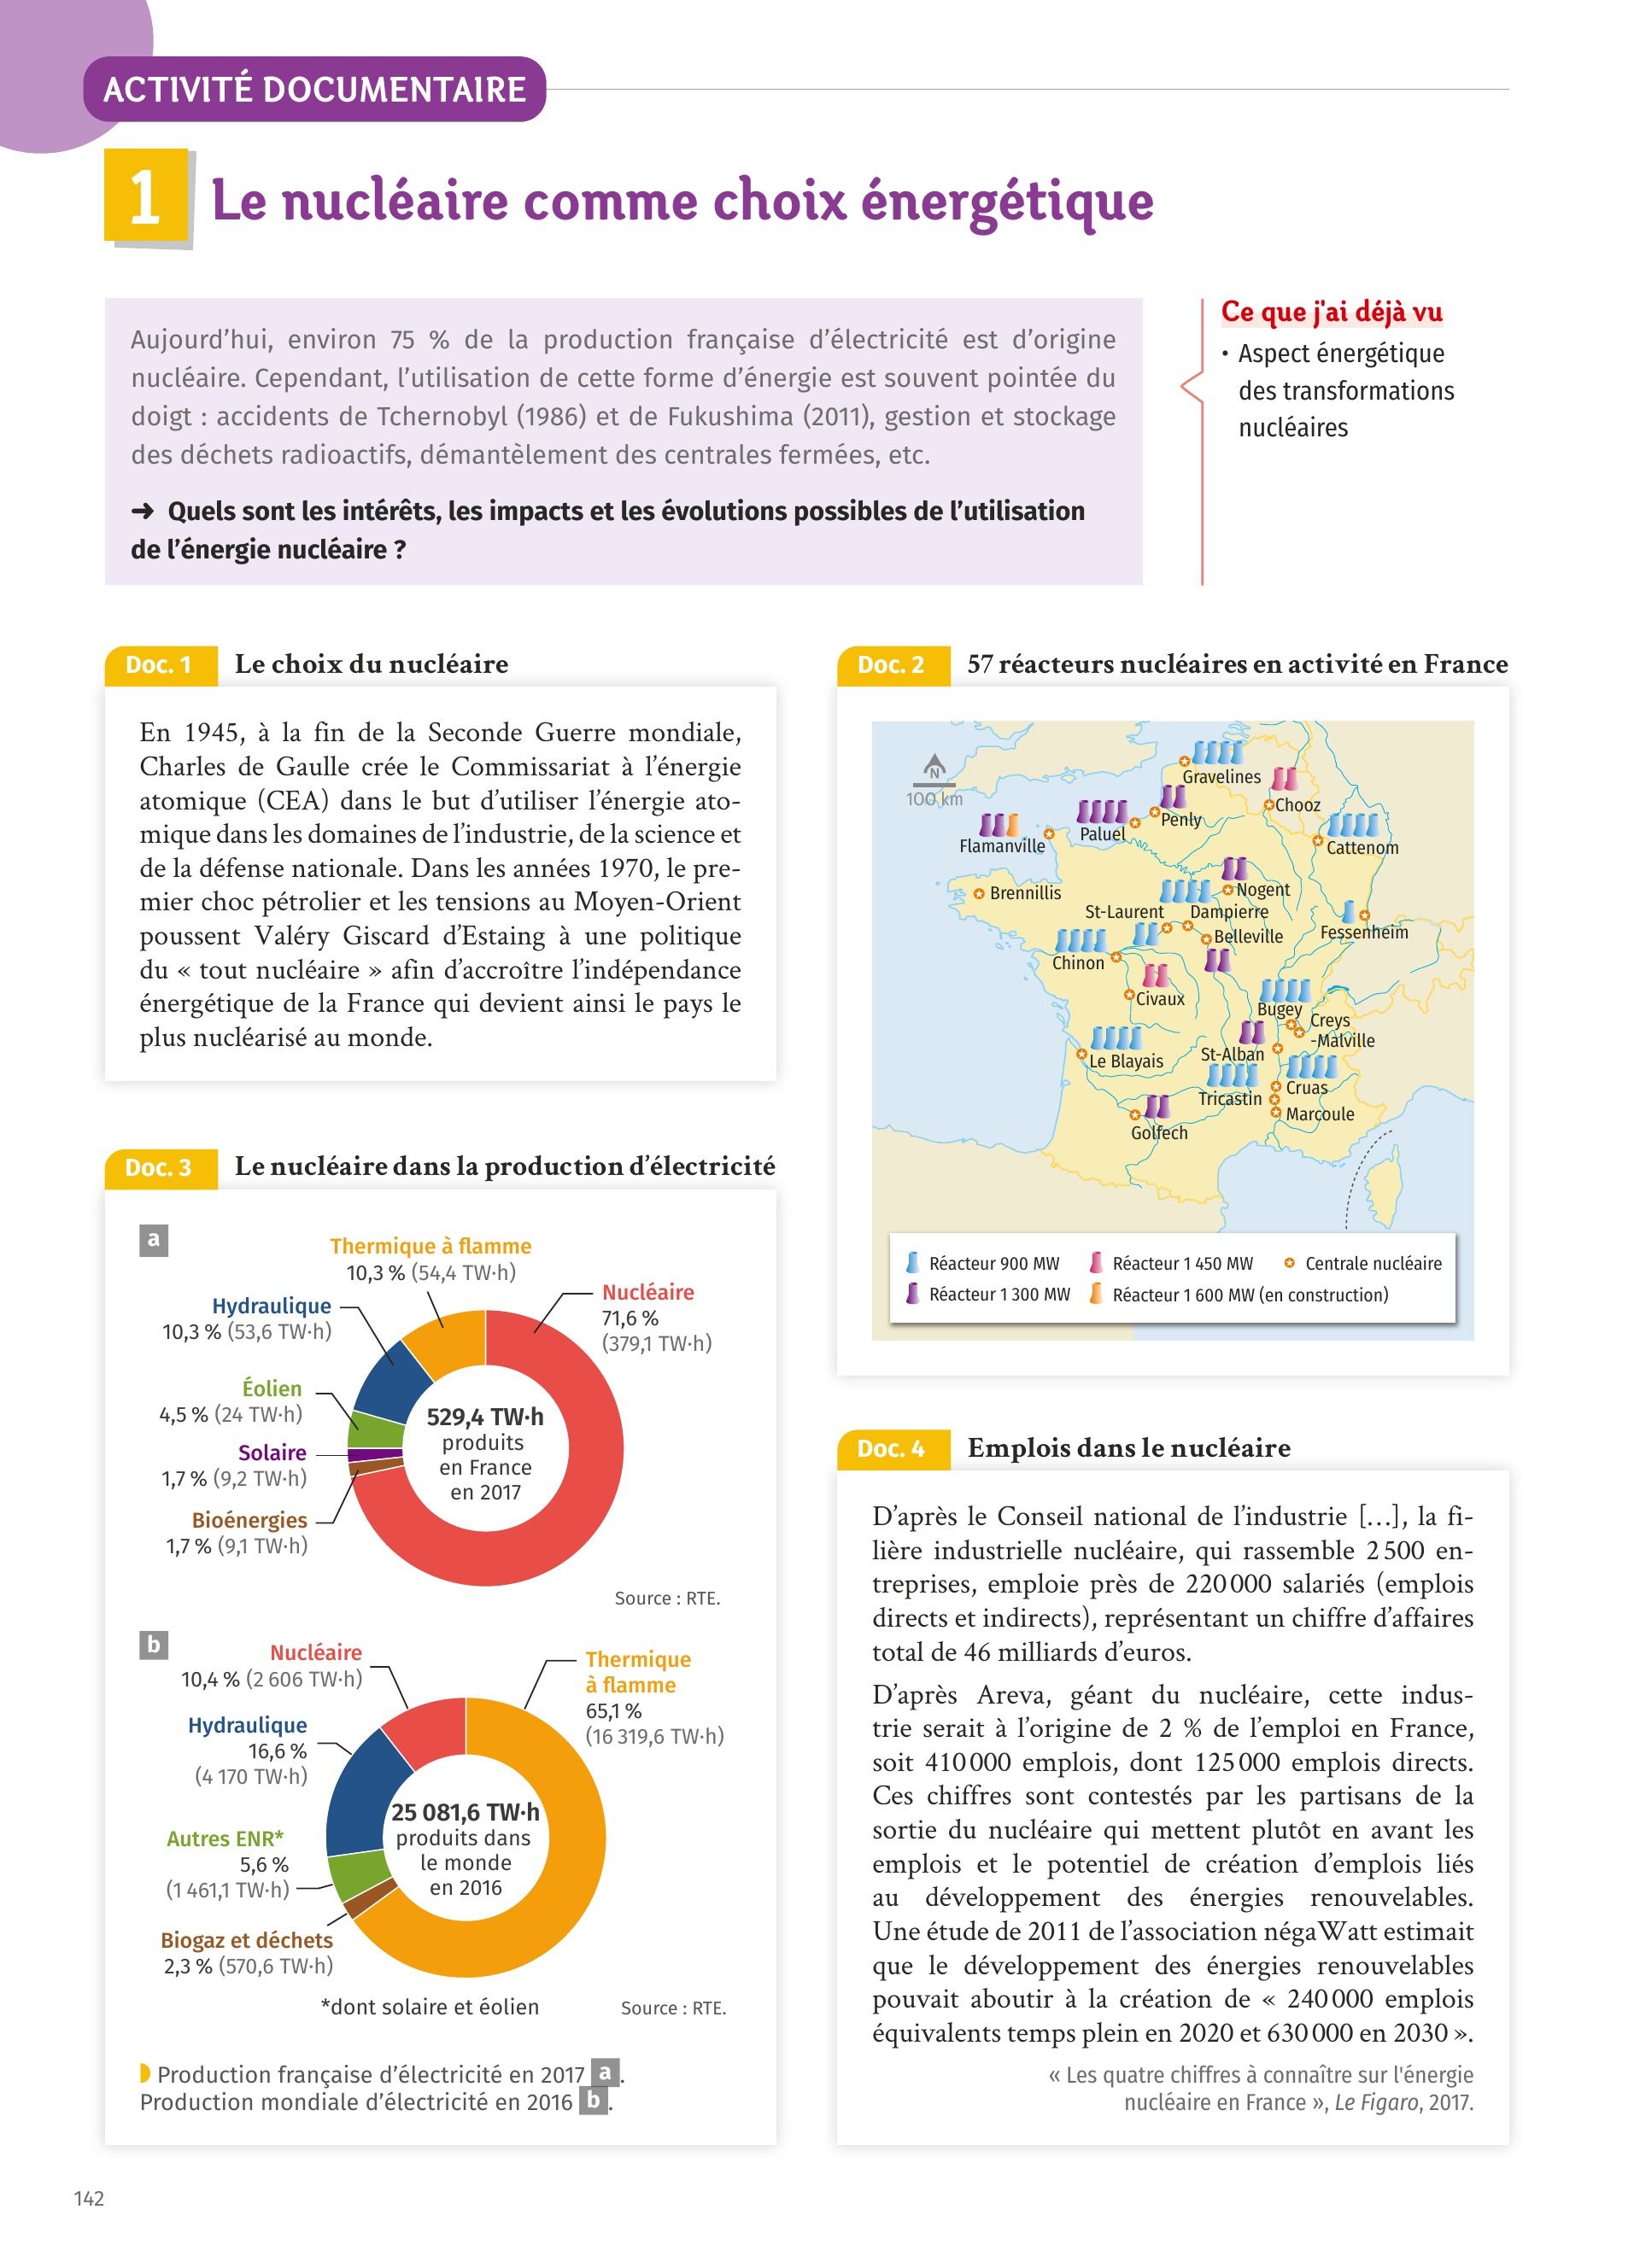 ACTIVITÉ DOCUMENTAIRE
1 Le nucléaire comme choix énergétique
Aujourd’hui, environ 75 % de la production française d’électricité est d’origine
nucléaire. Cependant, l’utilisation de cette forme d’énergie est souvent pointée du
doigt : accidents de Tchernobyl (1986) et de Fukushima (2011), gestion et stockage
des déchets radioactifs, démantèlement des centrales fermées, etc.
➜ Quels sont les intérêts, les impacts et les évolutions possibles de l’utilisation
de l’énergie nucléaire ?
Ce que j'ai déjà vu
• Aspect énergétique
des transformations
nucléaires
Doc. 1 Le choix du nucléaire
En 1945, à la fin de la Seconde Guerre mondiale,
Charles de Gaulle crée le Commissariat à l’énergie
atomique (CEA) dans le but d’utiliser l’énergie ato-
mique dans les domaines de l’industrie, de la science et
de la défense nationale. Dans les années 1970, le pre-
mier choc pétrolier et les tensions au Moyen-Orient
poussent Valéry Giscard d’Estaing à une politique
du « tout nucléaire » afin d’accroître l’indépendance
énergétique de la France qui devient ainsi le pays le
plus nucléarisé au monde.
Doc. 2 57 réacteurs nucléaires en activité en France
N
100 km
Gravelines
Chooz
Penly
Paluel
Flamanville
Cattenom
Brennillis
Nogent
St-Laurent
Dampierre
Fessenheim
Belleville
Chinon
Civaux
Bugey
Creys
-Malville
St-Alban
Le Blayais
Cruas
Tricastin
Marcoule
Golfech
Réacteur 900 MW
Réacteur 1 450 MW
Centrale nucléaire
Réacteur 1 300 MW
Réacteur 1 600 MW (en construction)
Doc. 3 Le nucléaire dans la production d’électricité
a
Thermique à flamme
10,3 % (54,4 TW·h)
Nucléaire
71,6 %
(379,1 TW·h)
Hydraulique
10,3 % (53,6 TW·h)
Éolien
4,5 % (24 TW·h)
Solaire
1,7 % (9,2 TW·h)
Bioénergies
1,7 % (9,1 TW·h)
529,4 TW·h
produits
en France
en 2017
Source : RTE.
b
Nucléaire
10,4 % (2 606 TW·h)
Thermique
à flamme
65,1 %
(16 319,6 TW·h)
Hydraulique
16,6 %
(4 170 TW·h)
Autres ENR*
5,6 %
(1 461,1 TW·h)
Biogaz et déchets
2,3 % (570,6 TW·h)
25 081,6 TW·h
produits dans
le monde
en 2016
*dont solaire et éolien
Source : RTE.
Production française d’électricité en 2017 a.
Production mondiale d’électricité en 2016 b.
Doc. 4 Emplois dans le nucléaire
D’après le Conseil national de l’industrie [...], la fi-
lière industrielle nucléaire, qui rassemble 2 500 en-
treprises, emploie près de 220 000 salariés (emplois
directs et indirects), représentant un chiffre d’affaires
total de 46 milliards d’euros.
D’après Areva, géant du nucléaire, cette indus-
trie serait à l’origine de 2 % de l’emploi en France,
soit 410 000 emplois, dont 125 000 emplois directs.
Ces chiffres sont contestés par les partisans de la
sortie du nucléaire qui mettent plutôt en avant les
emplois et le potentiel de création d’emplois liés
au développement des énergies renouvelables.
Une étude de 2011 de l’association négaWatt estimait
que le développement des énergies renouvelables
pouvait aboutir à la création de « 240 000 emplois
équivalents temps plein en 2020 et 630 000 en 2030 ».
« Les quatre chiffres à connaître sur l'énergie
nucléaire en France », Le Figaro, 2017.
142